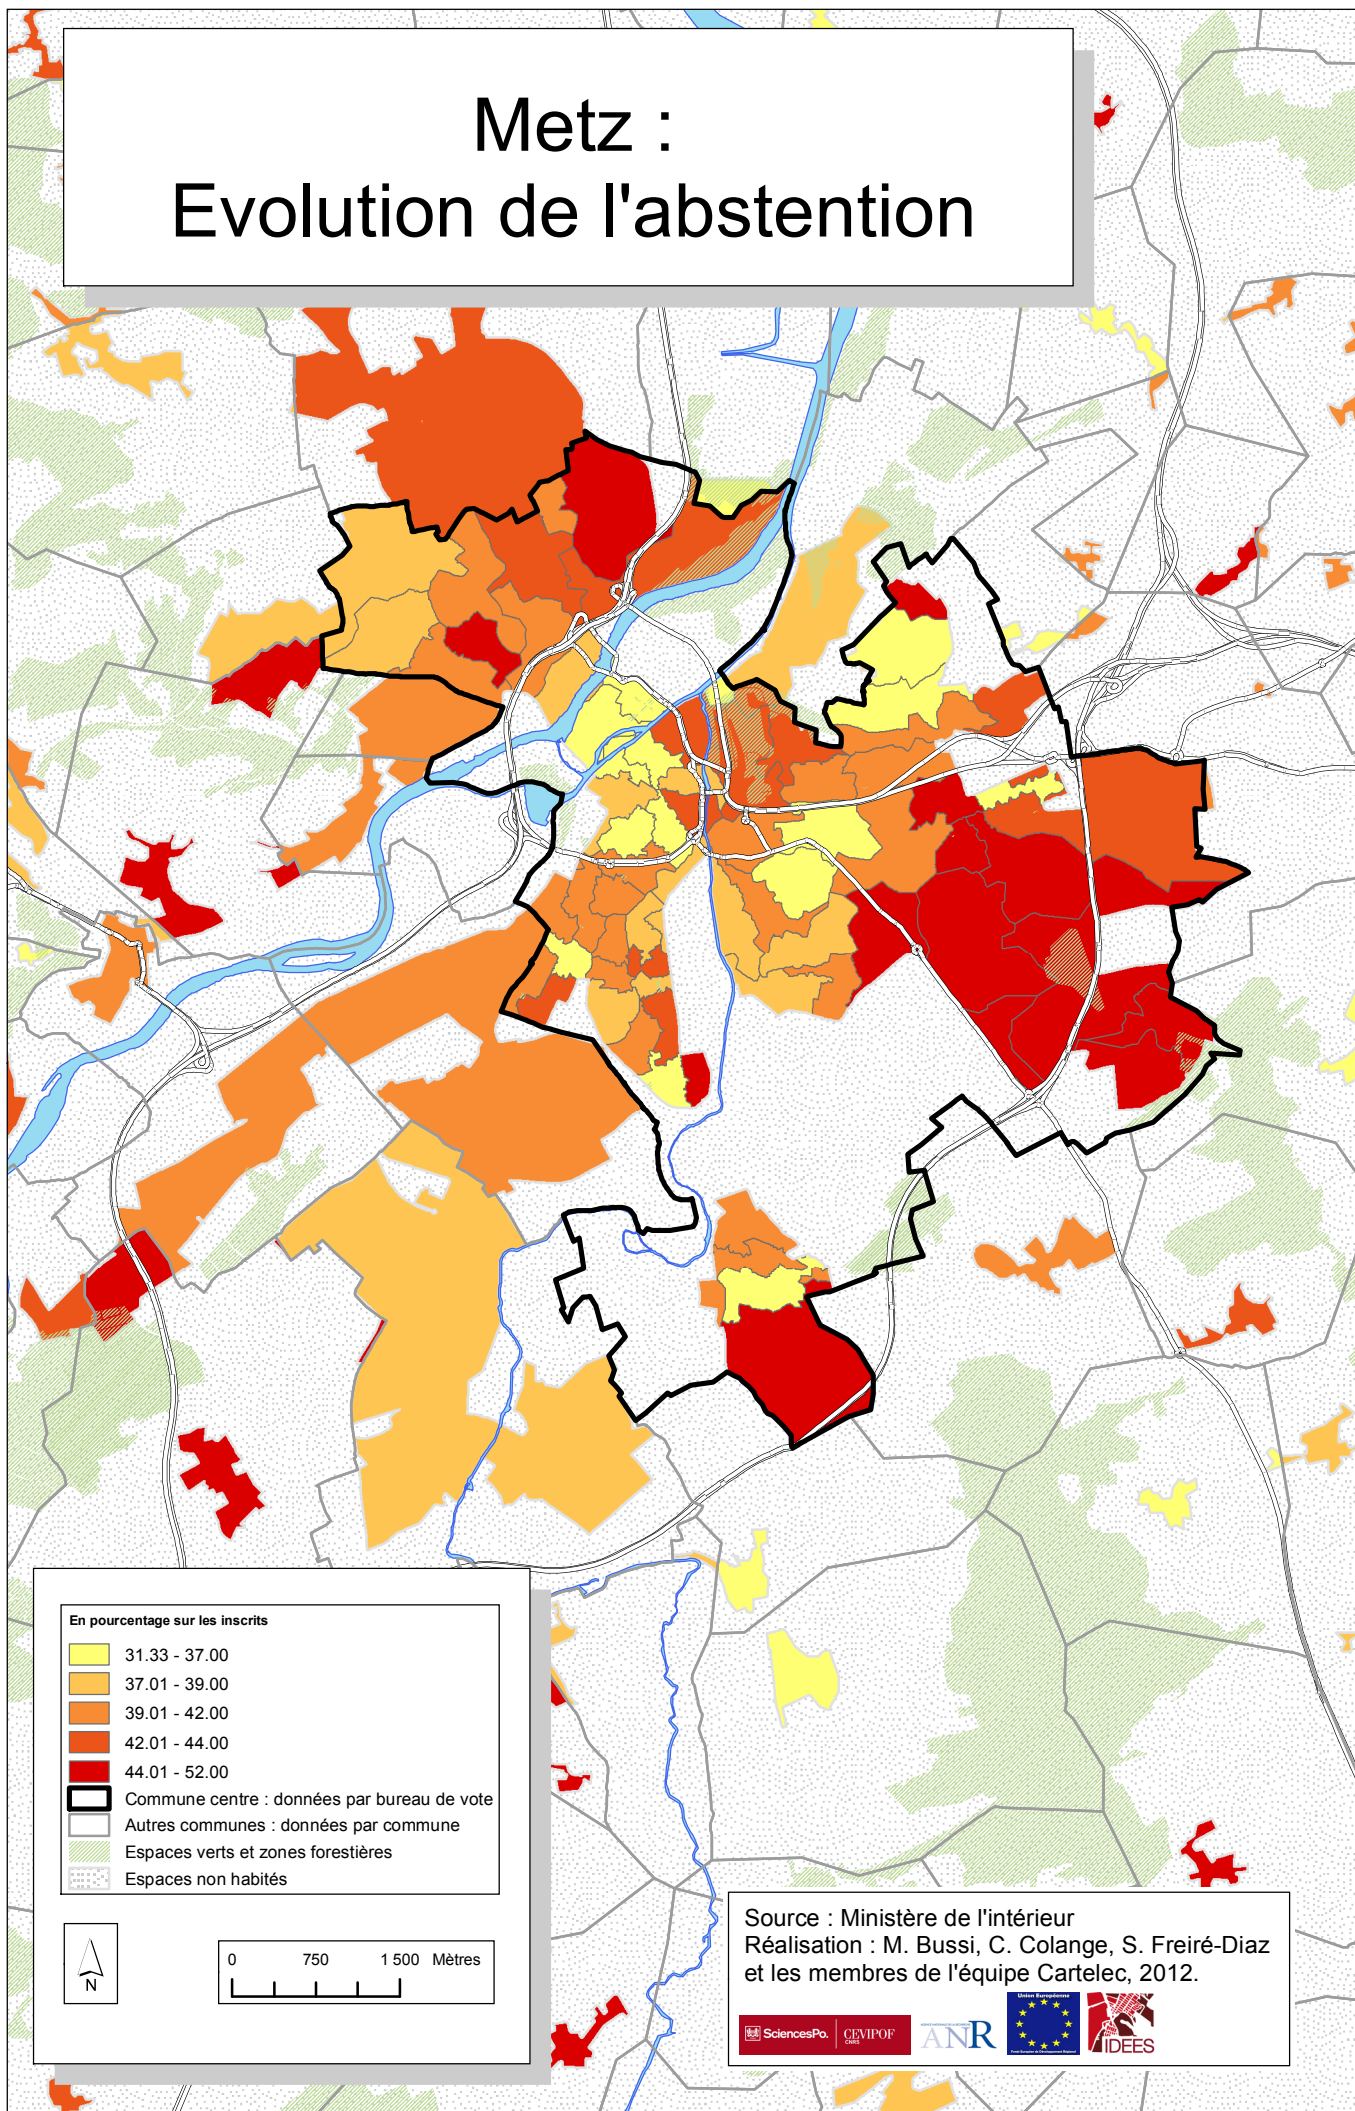 Metz :
Evolution de l'abstention
En pourcentage sur les inscrits
31.33 - 37.00
37.01 - 39.00
39.01 - 42.00
42.01 - 44.00
44.01 - 52.00
Commune centre : données par bureau de vote
Autres communes : données par commune
Espaces verts et zones forestières
Espaces non habités
N
0 750 1 500 Mètres
Source : Ministère de l'intérieur
Réalisation : M. Bussi, C. Colange, S. Freiré-Diaz
et les membres de l'équipe Cartelec, 2012.
SciencesPo.
CEVIPOF
CNRS
ANR
Union Européenne
IDEES